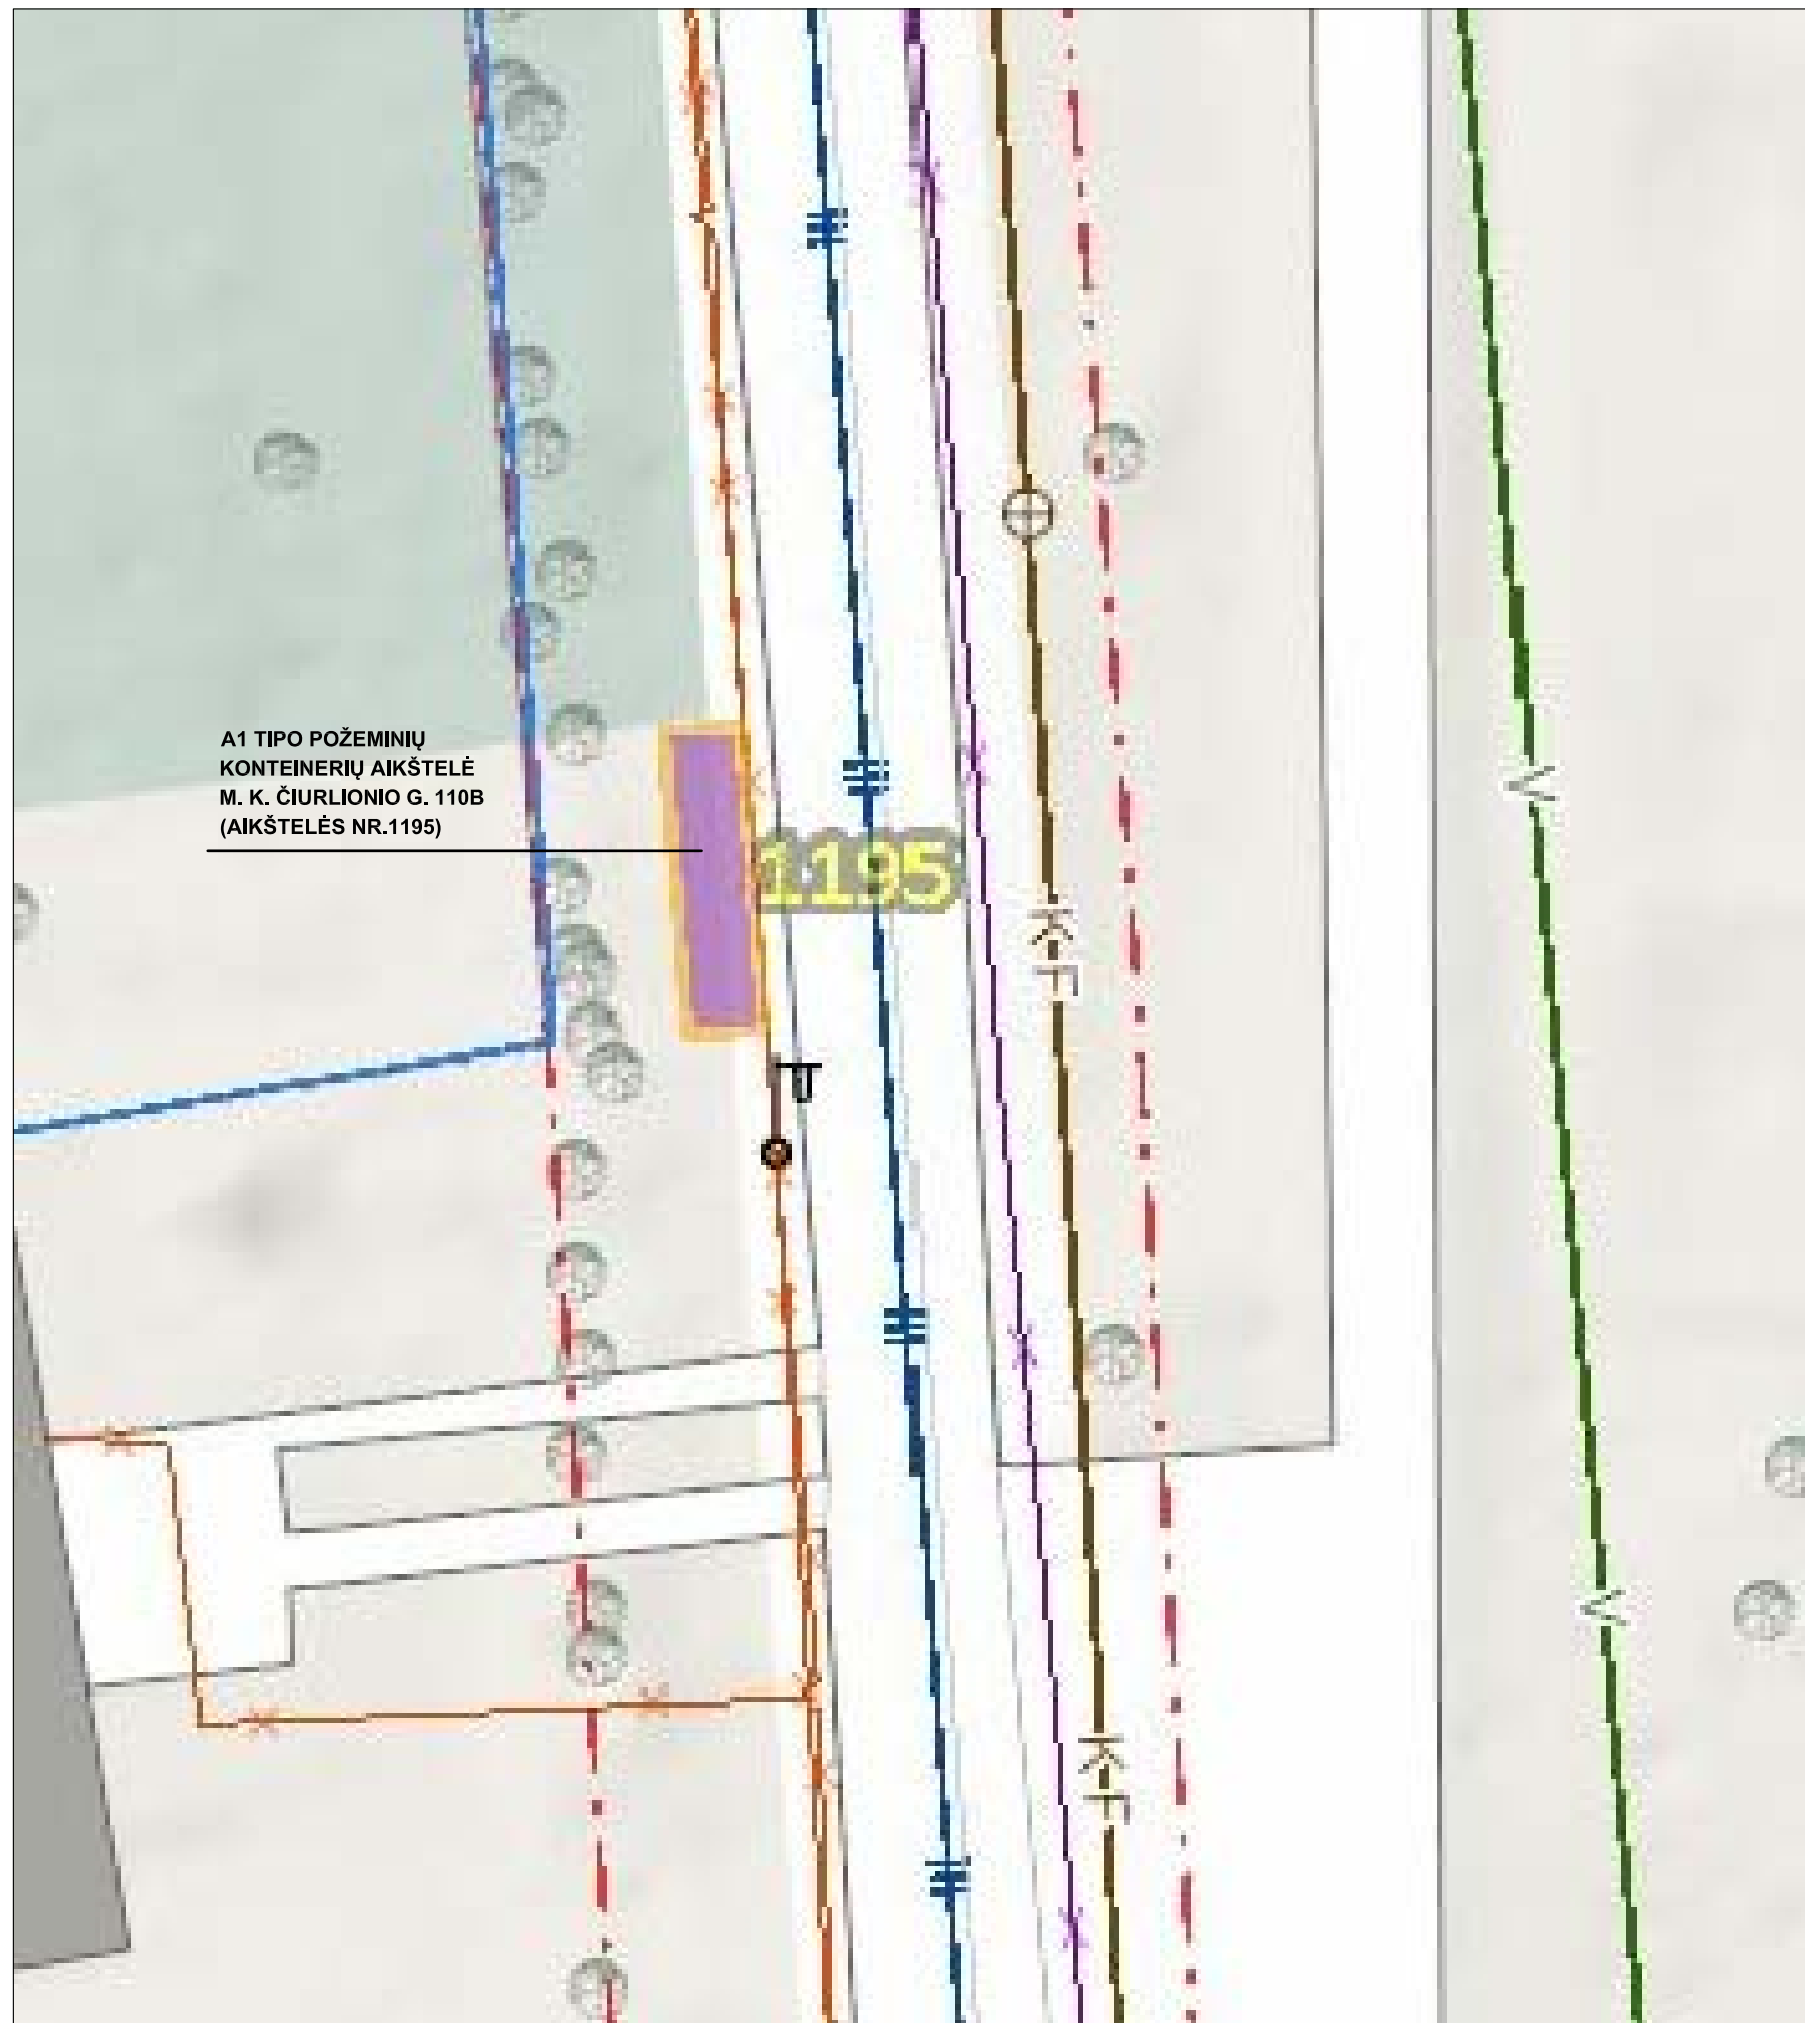 A1 TIPO POŽEMINIŲ
KONTEINERIŲ AIKŠTELĖ
M. K. ČIURLIONIO G. 110B
(AIKŠTELĖS NR.1195)
1195
V
K-F
V
K-F